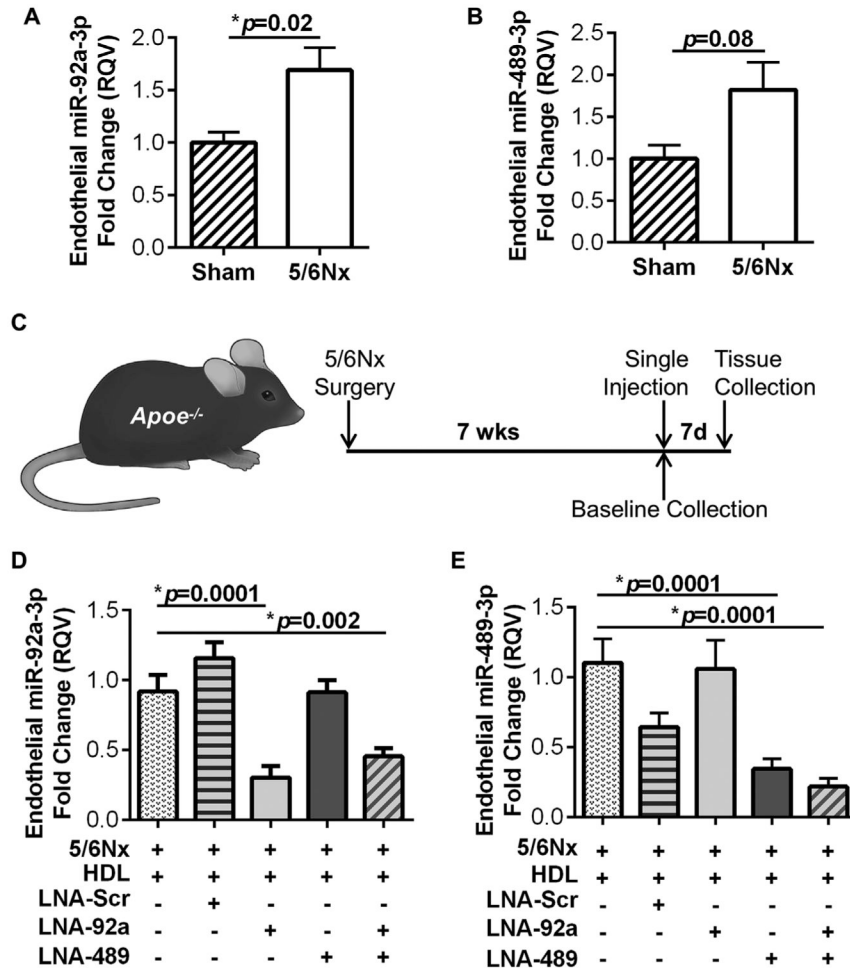 A
Endothelial miR-92a-3p
Fold Change (RQV)
*p=0.02
2.0
1.5
1.0
0.5
0.0
Sham 5/6Nx
B
Endothelial miR-489-3p
Fold Change (RQV)
p=0.08
2.5
2.0
1.5
1.0
0.5
0.0
Sham 5/6Nx
C
Apoe-/-
5/6Nx
Surgery
Single
Injection
Tissue
Collection
7 wks
7d
Baseline Collection
D
Endothelial miR-92a-3p
Fold Change (RQV)
*p=0.0001
*p=0.002
1.5
1.0
0.5
0.0
5/6Nx + + + + +
HDL + + + + +
LNA-Scr - + - - -
LNA-92a - - + - +
LNA-489 - - - + +
E
Endothelial miR-489-3p
Fold Change (RQV)
*p=0.0001
*p=0.0001
1.5
1.0
0.5
0.0
5/6Nx + + + + +
HDL + + + + +
LNA-Scr - + - - -
LNA-92a - - + - +
LNA-489 - - - + +